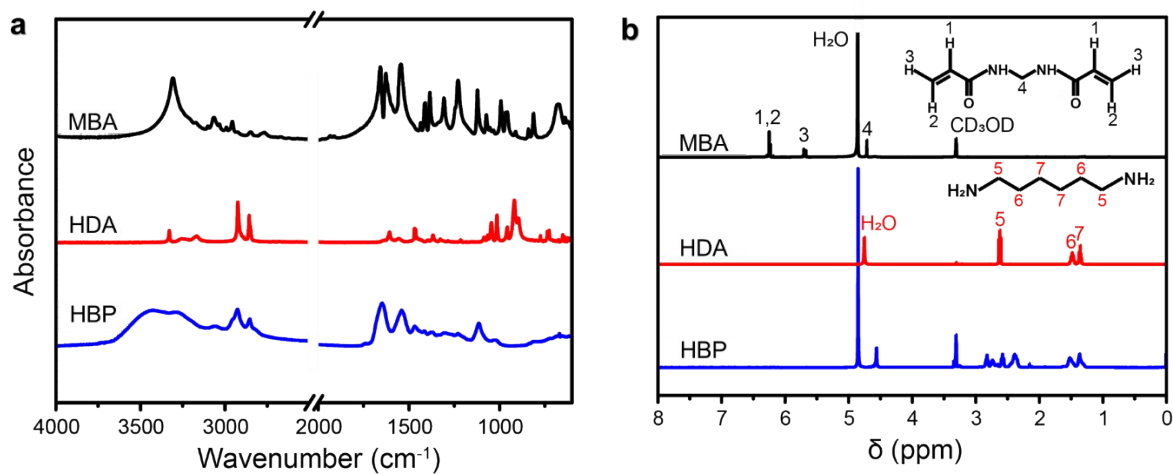 a
Absorbance
MBA
HDA
HBP
4000 3500 3000 2500 2000 1500 1000
Wavenumber (cm⁻¹)
b
H₂O
1 1
3 H H 3
H NH NH H
4
H O O H
2 2
CD₃OD
1,2
3
4
MBA
5 7 6 NH₂
H₂N 6 7 5
H₂O
5
6 7
HDA
HBP
8 7 6 5 4 3 2 1 0
δ (ppm)